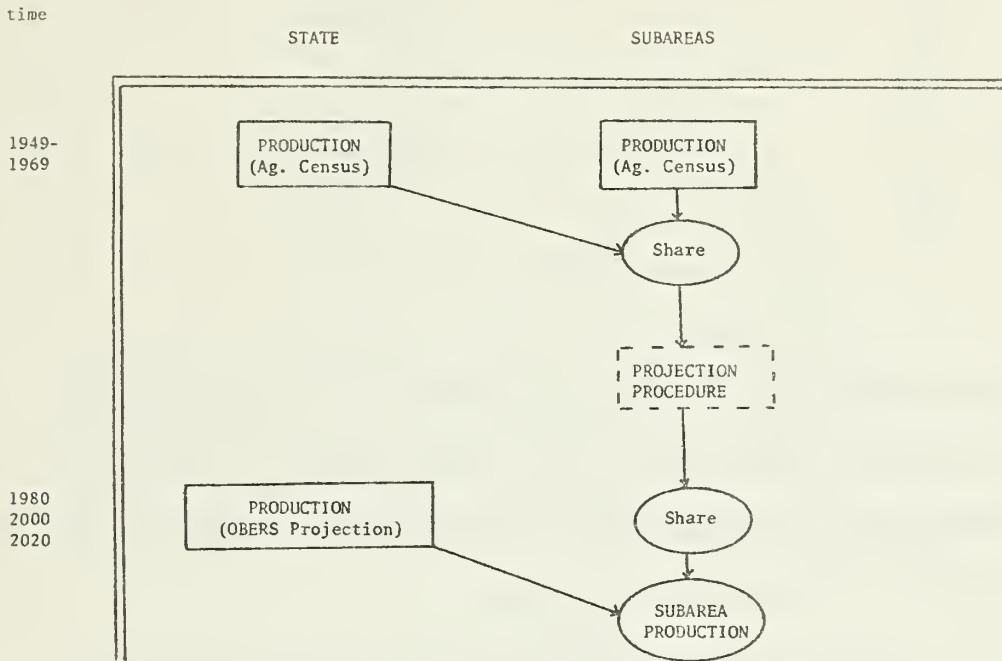 time
STATE SUBAREAS
1949-
1969
PRODUCTION
(Ag. Census)
PRODUCTION
(Ag. Census)
Share
PROJECTION
PROCEDURE
1980
2000
2020
PRODUCTION
(OBERS Projection)
Share
SUBAREA
PRODUCTION